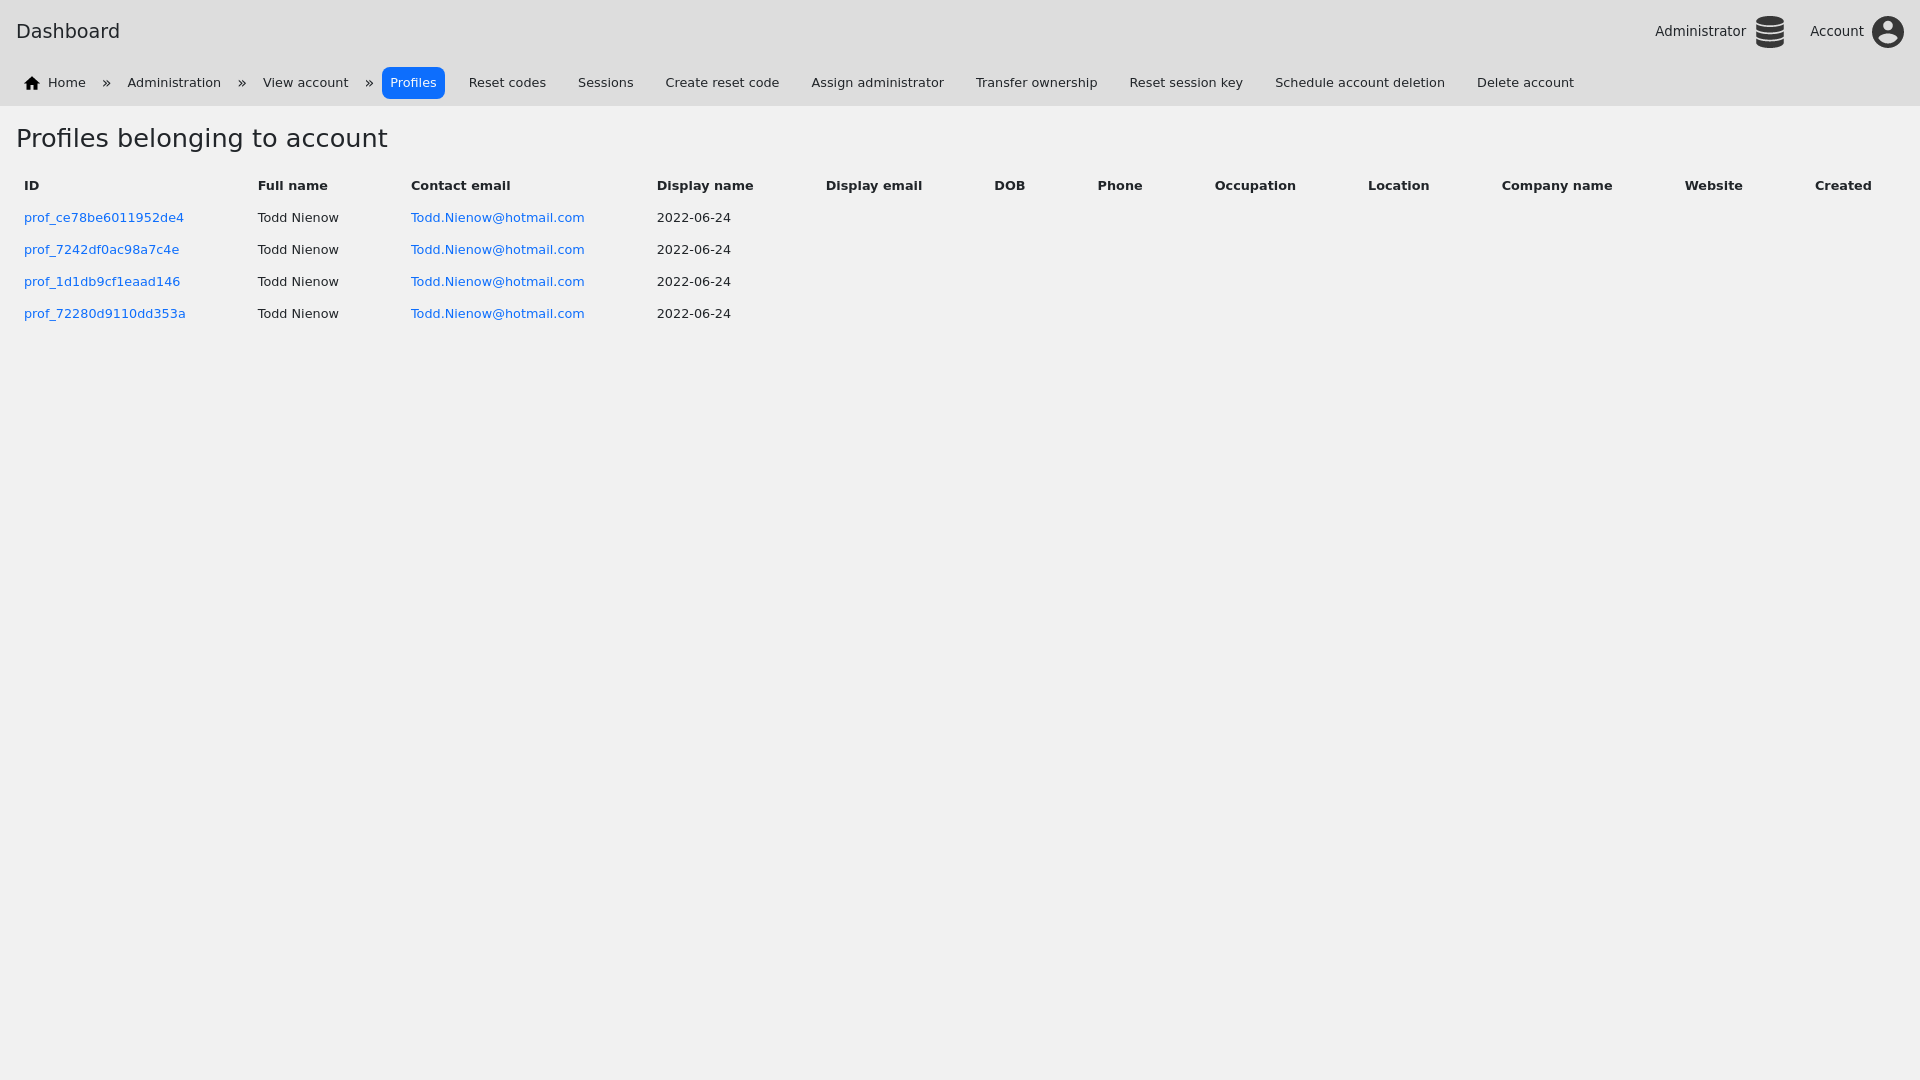 Dashboard
Administrator
Account
Home » Administration » View account » Profiles Reset codes Sessions Create reset code Assign administrator Transfer ownership Reset session key Schedule account deletion Delete account
Profiles belonging to account
ID Full name Contact email Display name Display email DOB Phone Occupation Location Company name Website Created
prof_ce78be6011952de4 Todd Nienow Todd.Nienow@hotmail.com 2022-06-24
prof_7242df0ac98a7c4e Todd Nienow Todd.Nienow@hotmail.com 2022-06-24
prof_1d1db9cf1eaad146 Todd Nienow Todd.Nienow@hotmail.com 2022-06-24
prof_72280d9110dd353a Todd Nienow Todd.Nienow@hotmail.com 2022-06-24